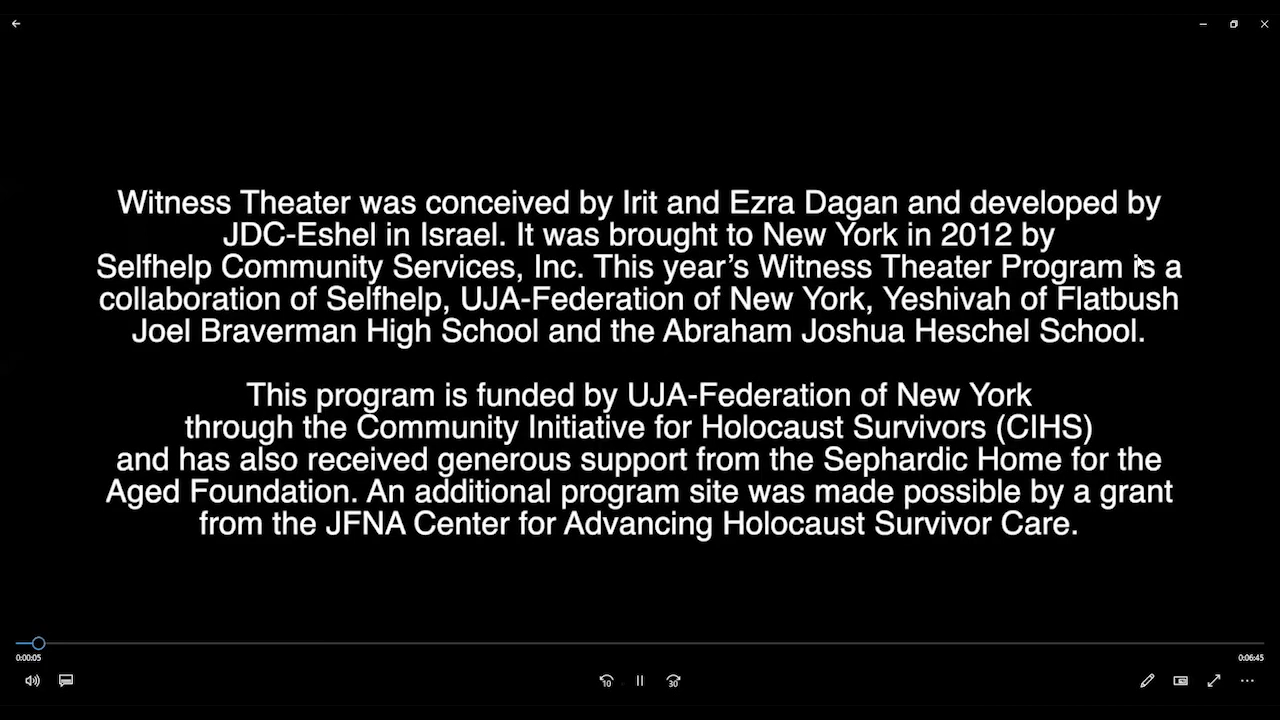 Witness Theater was conceived by Irit and Ezra Dagan and developed by
JDC-Eshel in Israel. It was brought to New York in 2012 by
Selfhelp Community Services, Inc. This year’s Witness Theater Program is a
collaboration of Selfhelp, UJA-Federation of New York, Yeshivah of Flatbush
Joel Braverman High School and the Abraham Joshua Heschel School.
This program is funded by UJA-Federation of New York
through the Community Initiative for Holocaust Survivors (CIHS)
and has also received generous support from the Sephardic Home for the
Aged Foundation. An additional program site was made possible by a grant
from the JFNA Center for Advancing Holocaust Survivor Care.
0:00:05
0:06:45
10
30